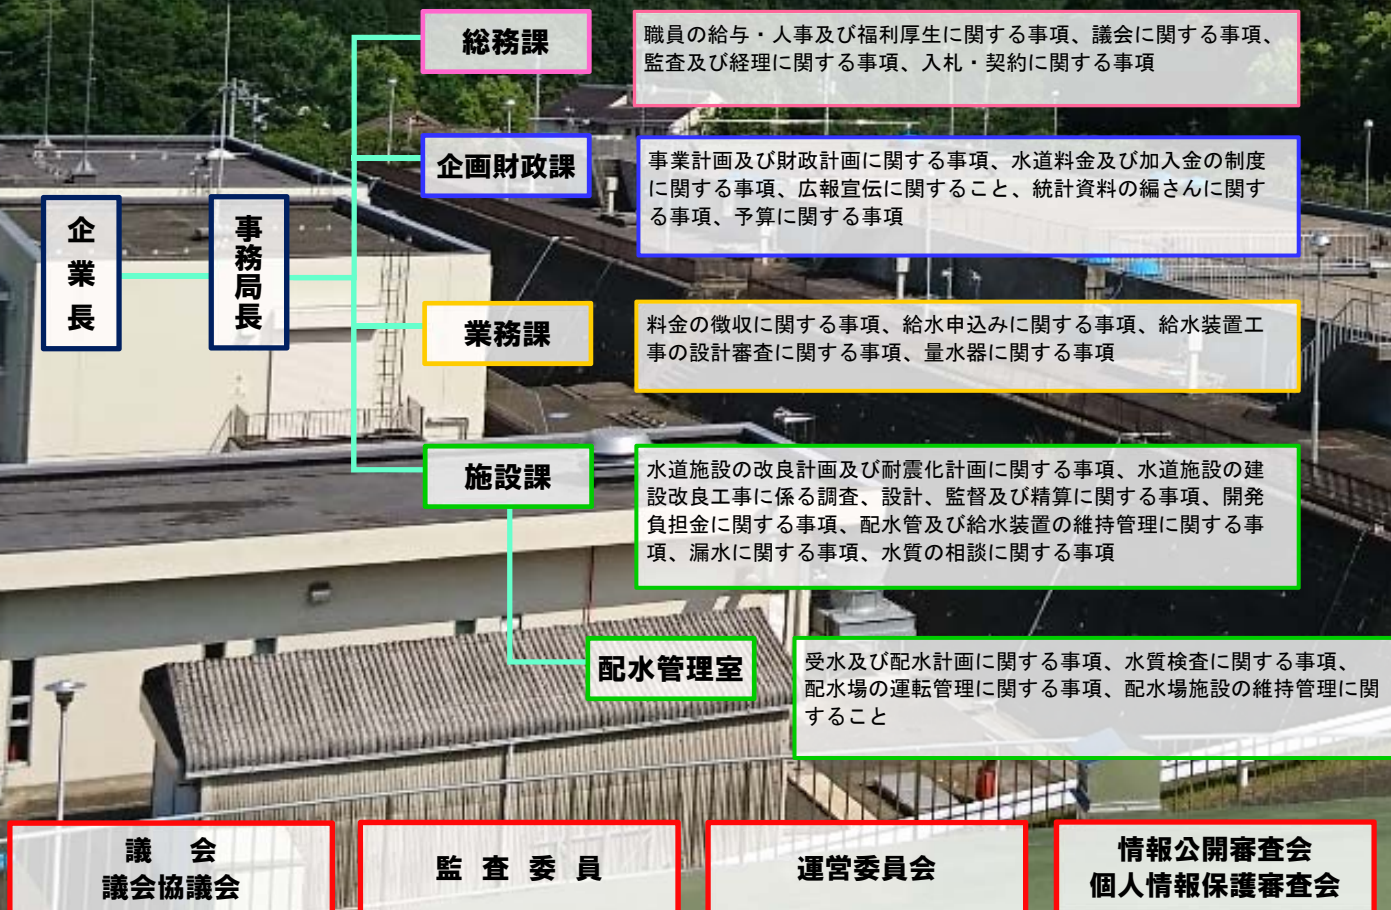 総務課
職員の給与・人事及び福利厚生に関する事項、議会に関する事項、
監査及び経理に関する事項、入札・契約に関する事項
企画財政課
事業計画及び財政計画に関する事項、水道料金及び加入金の制度
に関する事項、広報宣伝に関すること、統計資料の編さんに関す
る事項、予算に関する事項
企業長
事務局長
業務課
料金の徴収に関する事項、給水申込みに関する事項、給水装置工
事の設計審査に関する事項、量水器に関する事項
施設課
水道施設の改良計画及び耐震化計画に関する事項、水道施設の建
設改良工事に係る調査、設計、監督及び精算に関する事項、開発
負担金に関する事項、配水管及び給水装置の維持管理に関する事
項、漏水に関する事項、水質の相談に関する事項
配水管理室
受水及び配水計画に関する事項、水質検査に関する事項、
配水場の運転管理に関する事項、配水場施設の維持管理に関
すること
議　会
議会協議会
監 査 委 員
運営委員会
情報公開審査会
個人情報保護審査会